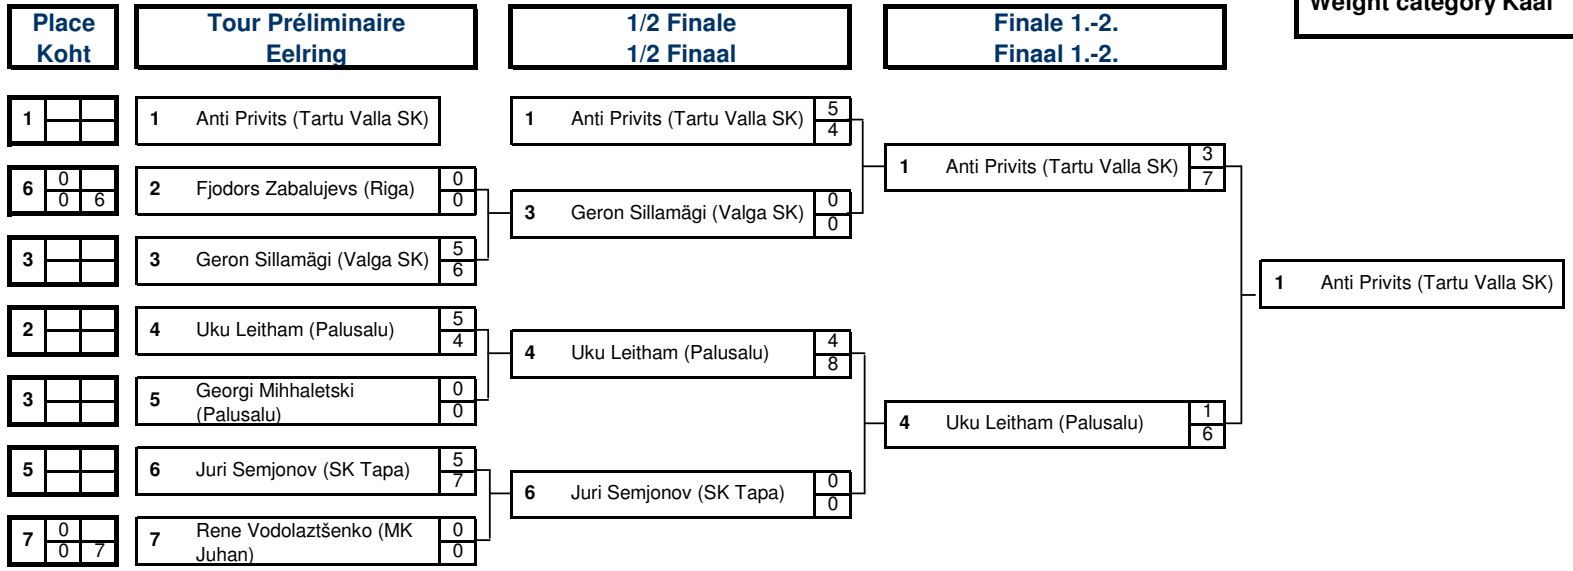 Place
Koht
Tour Préliminaire
Eelring
1/2 Finale
1/2 Finaal
Finale 1.-2.
Finaal 1.-2.
Weight category Kaal
1
1 Anti Privits (Tartu Valla SK)
1 Anti Privits (Tartu Valla SK) 5
4
1 Anti Privits (Tartu Valla SK) 3
7
6 0
0 6
2 Fjodors Zabalujevs (Riga) 0
0
3 Geron Sillamägi (Valga SK) 0
0
3
3 Geron Sillamägi (Valga SK) 5
6
1 Anti Privits (Tartu Valla SK)
2
4 Uku Leitham (Palusalu) 5
4
4 Uku Leitham (Palusalu) 4
8
3
5 Georgi Mihhaletski
(Palusalu)
0
0
4 Uku Leitham (Palusalu) 1
6
5
6 Juri Semjonov (SK Tapa) 5
7
6 Juri Semjonov (SK Tapa) 0
0
7 0
0 7
7 Rene Vodolaztšenko (MK
Juhan)
0
0